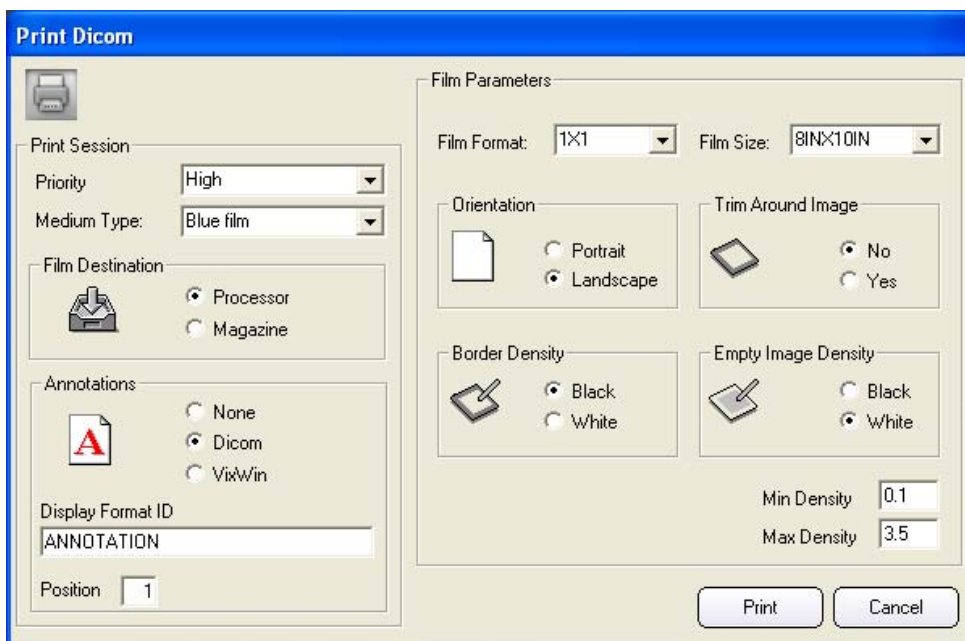 Print Dicom
Print Session
Priority High
Medium Type: Blue film
Film Destination
Processor
Magazine
Annotations
A
None
Dicom
VixWin
Display Format ID
ANNOTATION
Position 1
Film Parameters
Film Format: 1X1 Film Size: 8INX10IN
Orientation
Portrait
Landscape
Trim Around Image
No
Yes
Border Density
Black
White
Empty Image Density
Black
White
Min Density 0.1
Max Density 3.5
Print Cancel